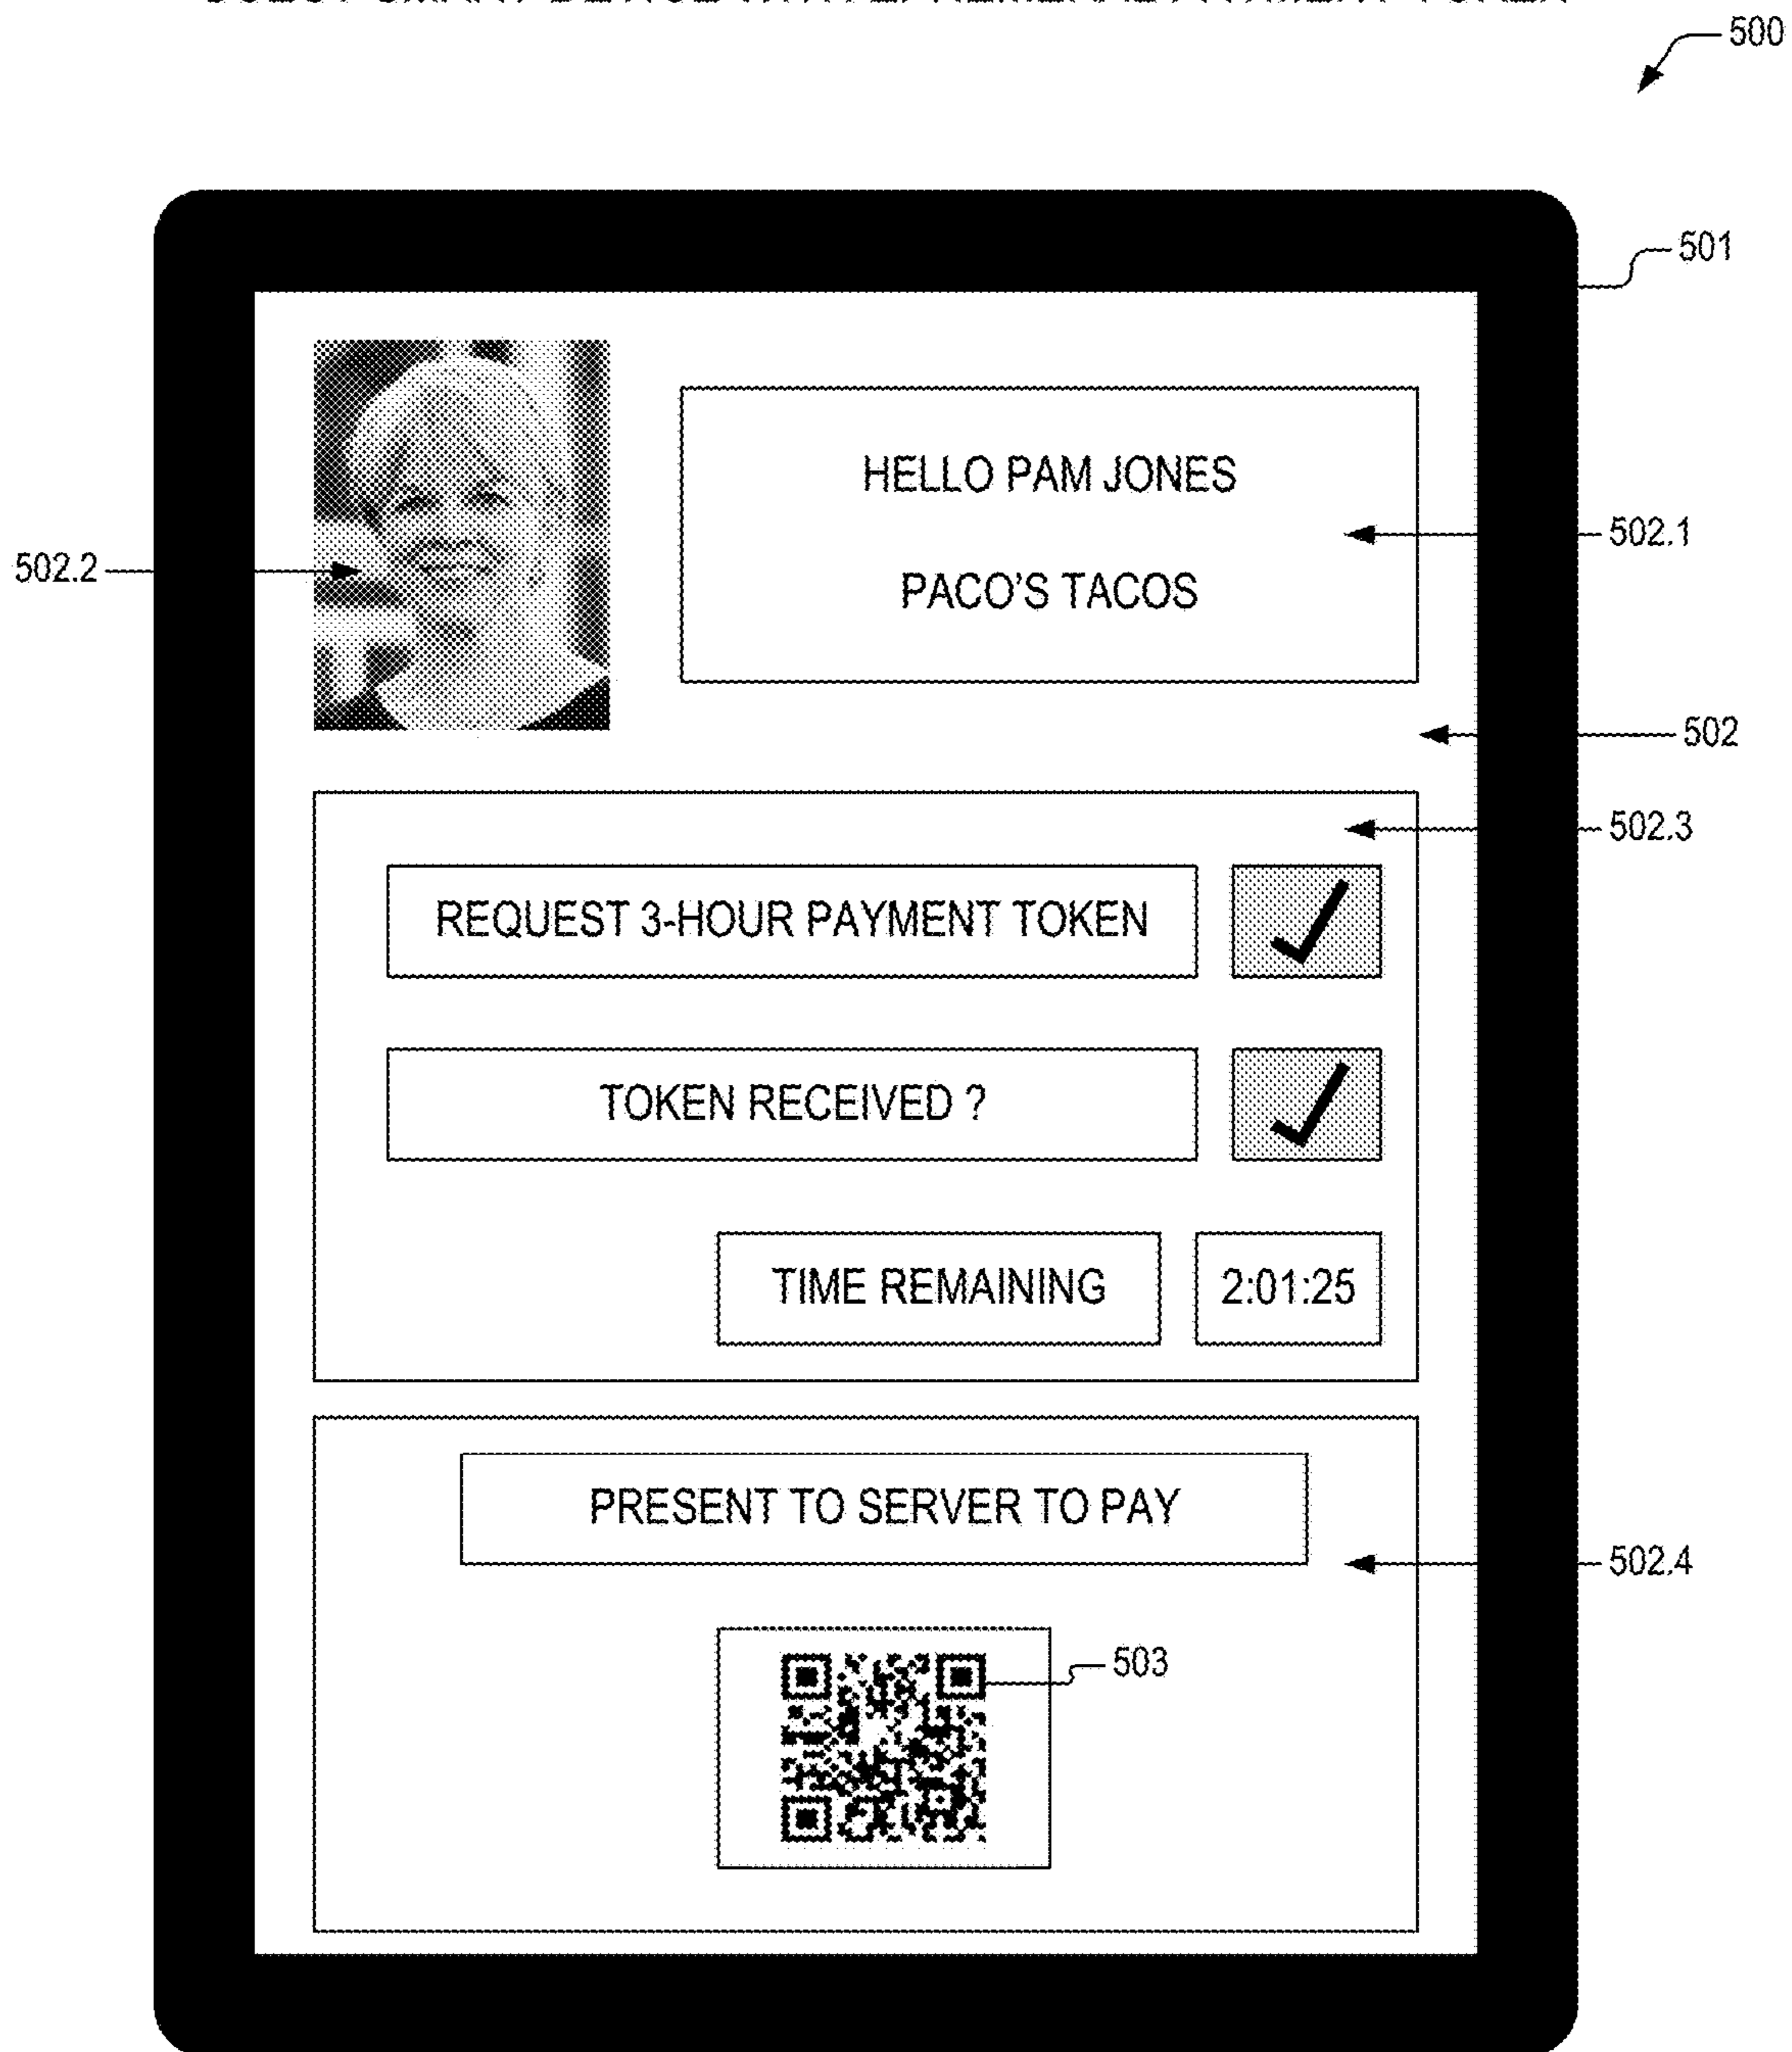 500
501
HELLO PAM JONES
502.1
502.2
PACO'S TACOS
502
502.3
REQUEST 3-HOUR PAYMENT TOKEN
TOKEN RECEIVED ?
TIME REMAINING 2:01:25
PRESENT TO SERVER TO PAY
502.4
503